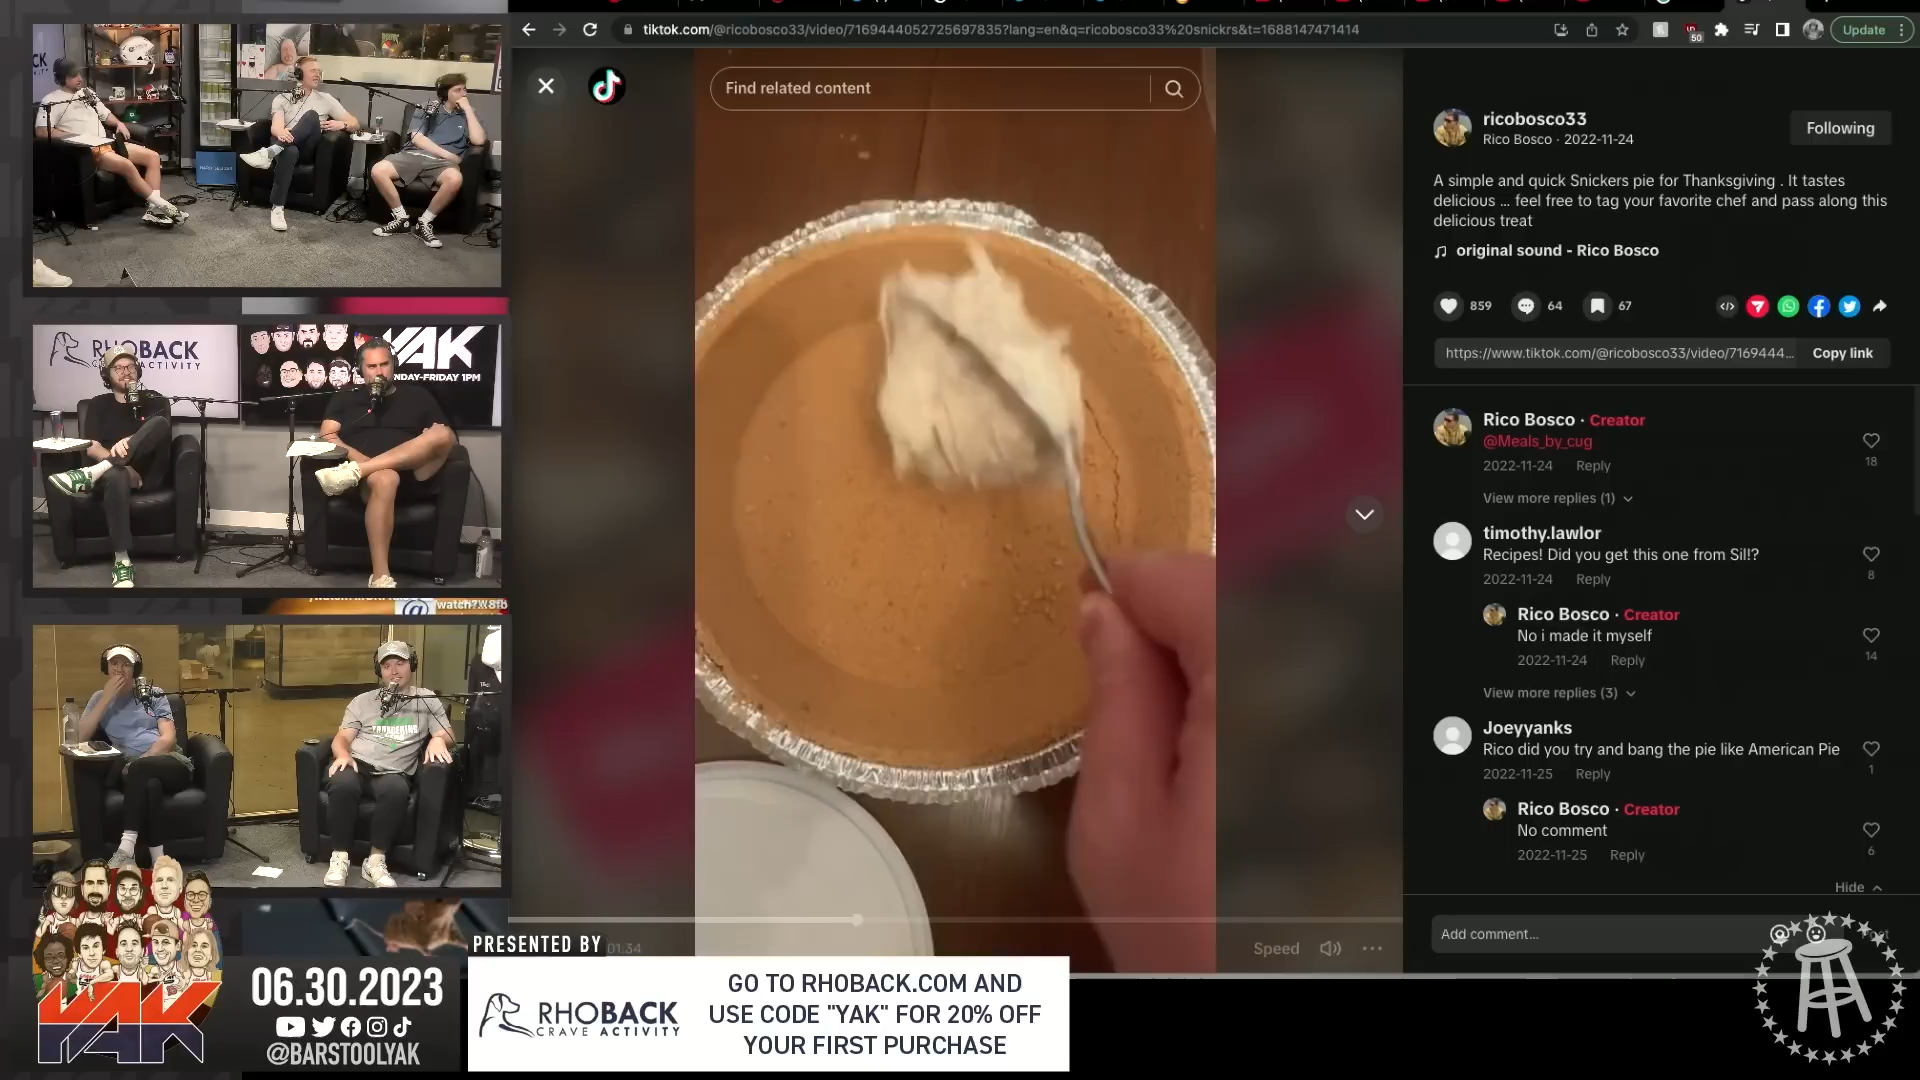 tiktok.com/@ricobosco33/video/7169444052725697835?lang=en&q=ricobosco33%20snickrs&t=1688147471414
50
Update
Find related content
ricobosco33
Rico Bosco · 2022-11-24
Following
A simple and quick Snickers pie for Thanksgiving . It tastes
delicious ... feel free to tag your favorite chef and pass along this
delicious treat
original sound - Rico Bosco
859
64
67
https://www.tiktok.com/@ricobosco33/video/7169444...
Copy link
Rico Bosco · Creator
@Meals_by_cug
2022-11-24 Reply
18
View more replies (1)
timothy.lawlor
Recipes! Did you get this one from Sil!?
2022-11-24 Reply
8
Rico Bosco · Creator
No i made it myself
2022-11-24 Reply
14
View more replies (3)
Joeyyanks
Rico did you try and bang the pie like American Pie
2022-11-25 Reply
1
Rico Bosco · Creator
No comment
2022-11-25 Reply
6
Hide
Add comment...
01:34
Speed
RHOBACK
ACTIVITY
YAK
NDAY-FRIDAY 1PM
YAK
06.30.2023
@BARSTOOLYAK
PRESENTED BY
RHOBACK
CRAVE ACTIVITY
GO TO RHOBACK.COM AND
USE CODE "YAK" FOR 20% OFF
YOUR FIRST PURCHASE